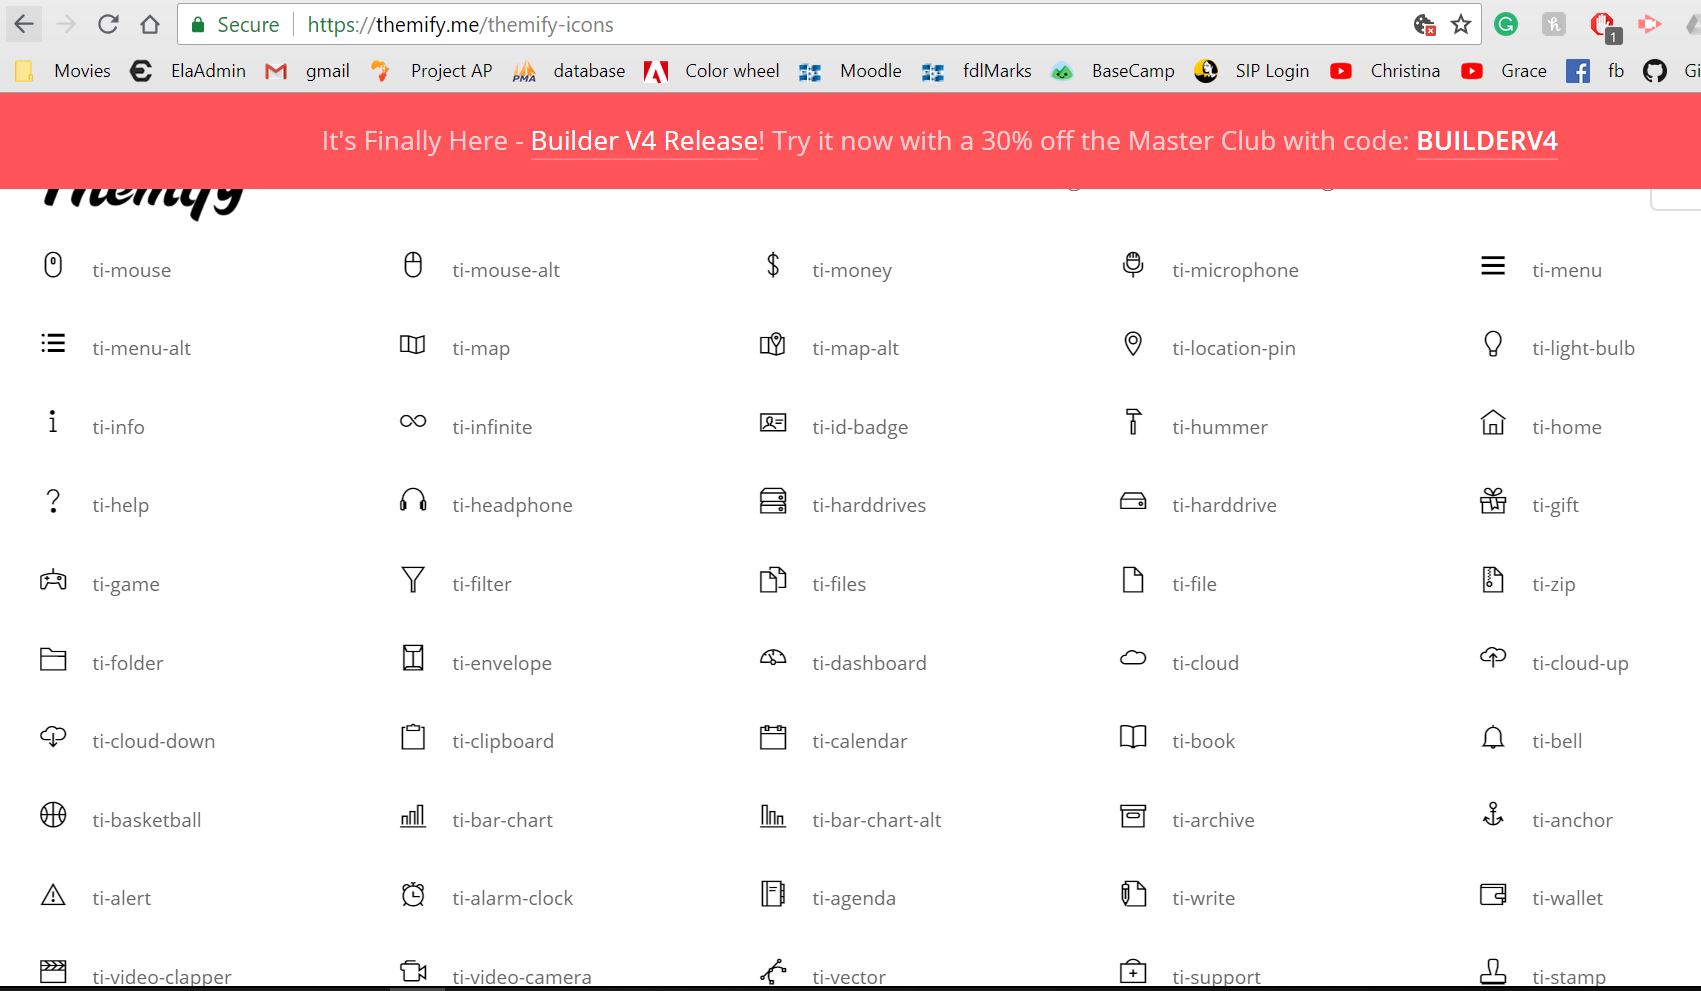 Secure https://themify.me/themify-icons
1
Movies ElaAdmin gmail Project AP PMA database Color wheel Moodle fdlMarks BaseCamp SIP Login Christina Grace fb Gi
It's Finally Here - Builder V4 Release! Try it now with a 30% off the Master Club with code: BUILDERV4
Themify
ti-mouse ti-mouse-alt ti-money ti-microphone ti-menu
ti-menu-alt ti-map ti-map-alt ti-location-pin ti-light-bulb
ti-info ti-infinite ti-id-badge ti-hummer ti-home
ti-help ti-headphone ti-harddrives ti-harddrive ti-gift
ti-game ti-filter ti-files ti-file ti-zip
ti-folder ti-envelope ti-dashboard ti-cloud ti-cloud-up
ti-cloud-down ti-clipboard ti-calendar ti-book ti-bell
ti-basketball ti-bar-chart ti-bar-chart-alt ti-archive ti-anchor
ti-alert ti-alarm-clock ti-agenda ti-write ti-wallet
ti-video-clapper ti-video-camera ti-vector ti-support ti-stamp